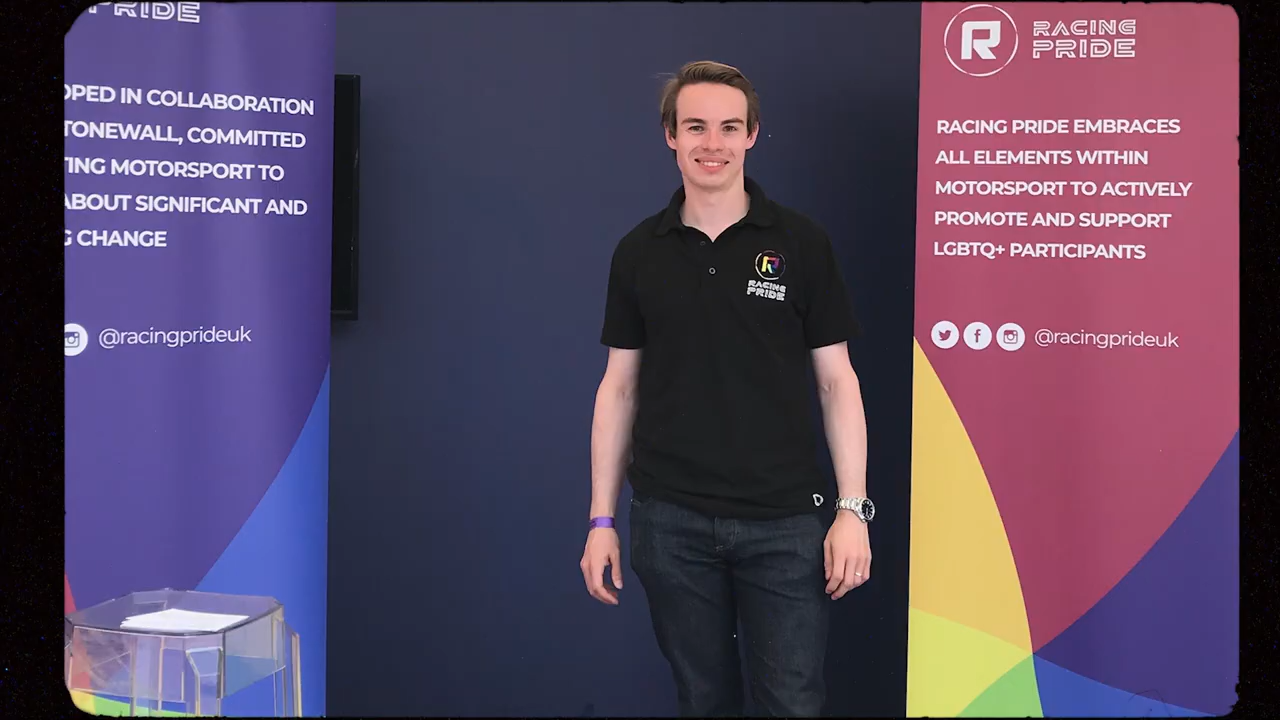 PRIDE
OPED IN COLLABORATION
TONEWALL, COMMITTED
TING MOTORSPORT TO
ABOUT SIGNIFICANT AND
G CHANGE
@racingprideuk
R
RACING
PRIDE
R
RACING
PRIDE
RACING PRIDE EMBRACES
ALL ELEMENTS WITHIN
MOTORSPORT TO ACTIVELY
PROMOTE AND SUPPORT
LGBTQ+ PARTICIPANTS
@racingprideuk